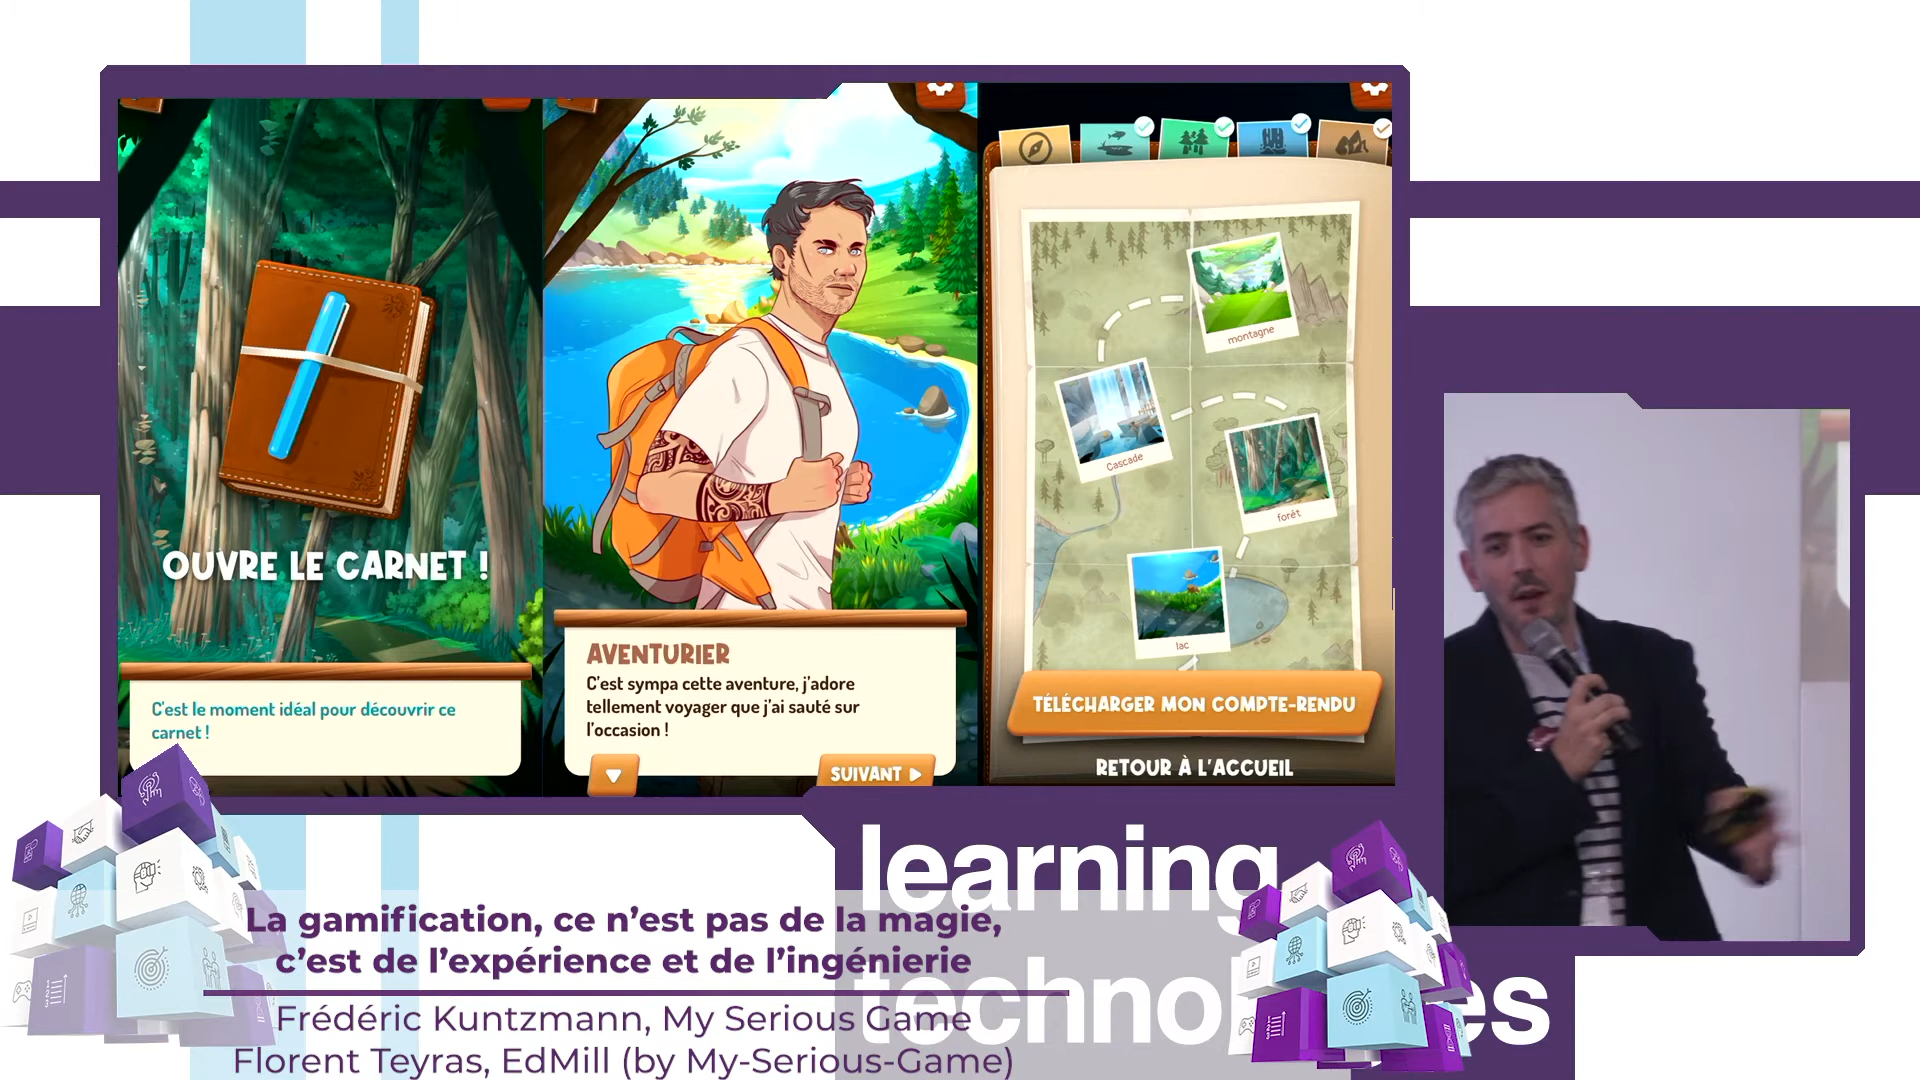 OUVRE LE CARNET !
C'est le moment idéal pour découvrir ce
carnet !
AVENTURIER
C'est sympa cette aventure, j'adore
tellement voyager que j'ai sauté sur
l'occasion !
SUIVANT
montagne
Cascade
forêt
lac
TÉLÉCHARGER MON COMPTE-RENDU
RETOUR À L'ACCUEIL
learning
La gamification, ce n'est pas de la magie,
c'est de l'expérience et de l'ingénierie
Frédéric Kuntzmann, My Serious Game
Florent Teyras, EdMill (by My-Serious-Game)